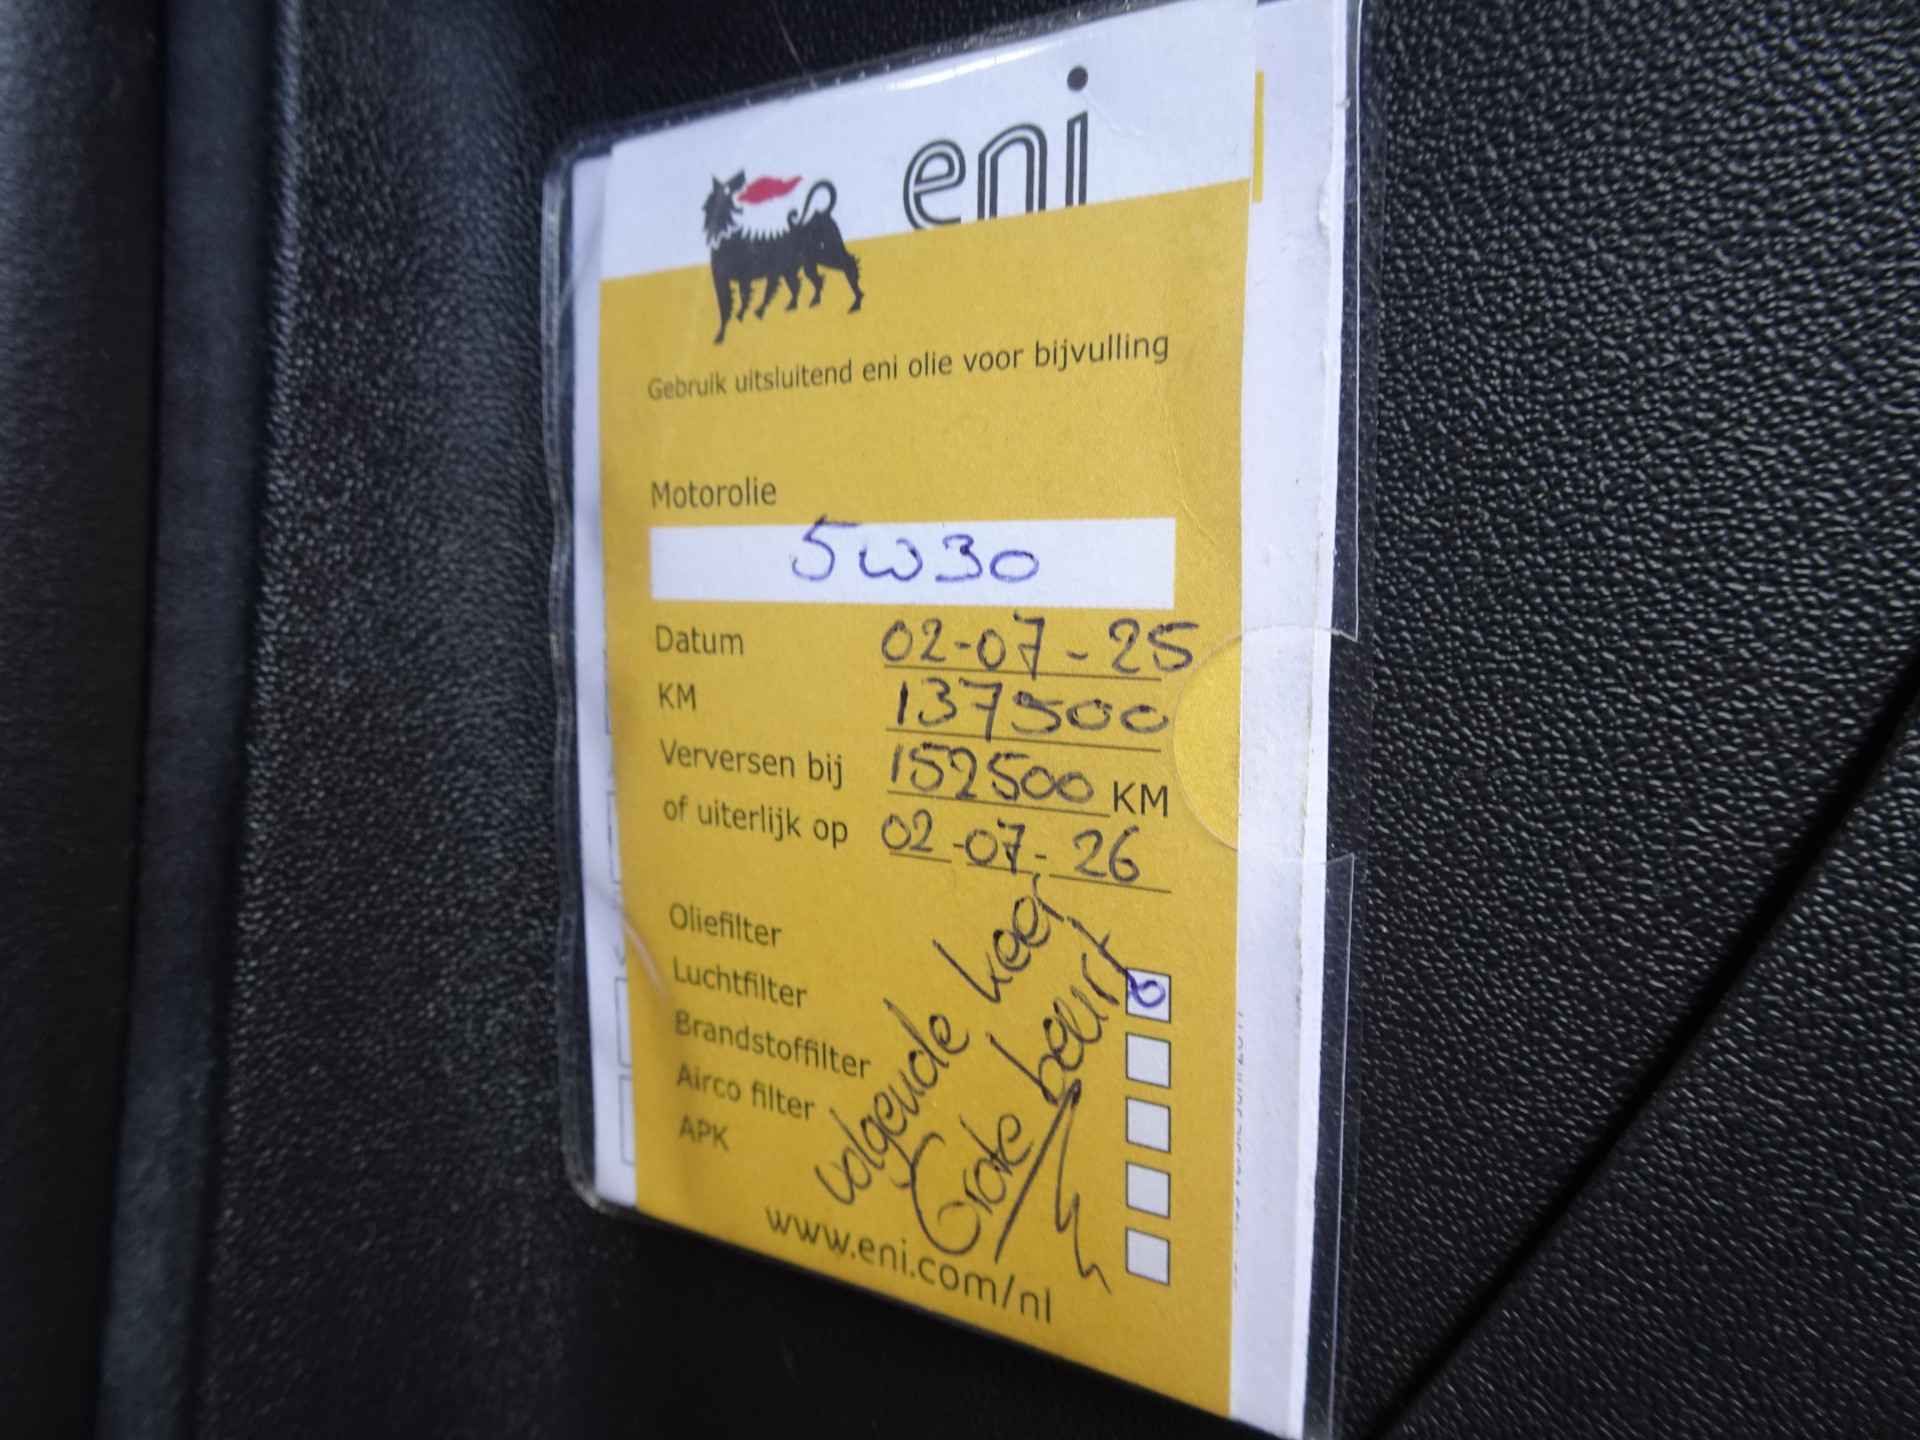 eni
Gebruik uitsluitend eni olie voor bijvulling
Motorolie
5W30
Datum 02-07-25
KM 137500
Verversen bij 152500 KM
of uiterlijk op 02-07-26
Oliefilter
Luchtfilter
Brandstoffilter
Airco filter
APK
volgende keer
Grote beurt
www.eni.com/nl